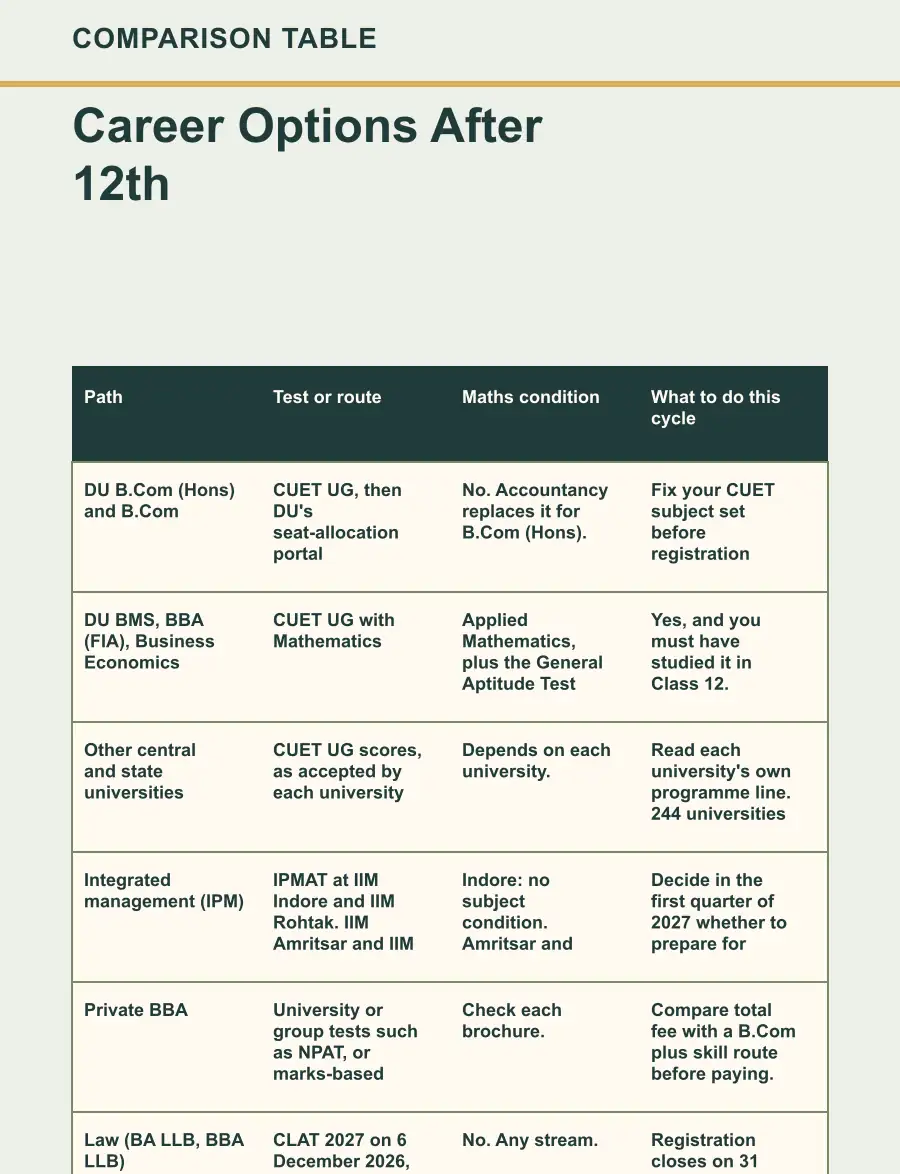 COMPARISON TABLE
Career Options After
12th
Path
Test or route
Maths condition
What to do this
cycle
DU B.Com (Hons)
and B.Com
CUET UG, then
DU's
seat-allocation
portal
No. Accountancy
replaces it for
B.Com (Hons).
Fix your CUET
subject set
before
registration
DU BMS, BBA
(FIA), Business
Economics
CUET UG with
Mathematics
Applied
Mathematics,
plus the General
Aptitude Test
Yes, and you
must have
studied it in
Class 12.
Other central
and state
universities
CUET UG scores,
as accepted by
each university
Depends on each
university.
Read each
university's own
programme line.
244 universities
Integrated
management (IPM)
IPMAT at IIM
Indore and IIM
Rohtak. IIM
Amritsar and IIM
Indore: no
subject
condition.
Amritsar and
Decide in the
first quarter of
2027 whether to
prepare for
Private BBA
University or
group tests such
as NPAT, or
marks-based
Check each
brochure.
Compare total
fee with a B.Com
plus skill route
before paying.
Law (BA LLB, BBA
LLB)
CLAT 2027 on 6
December 2026,
No. Any stream.
Registration
closes on 31